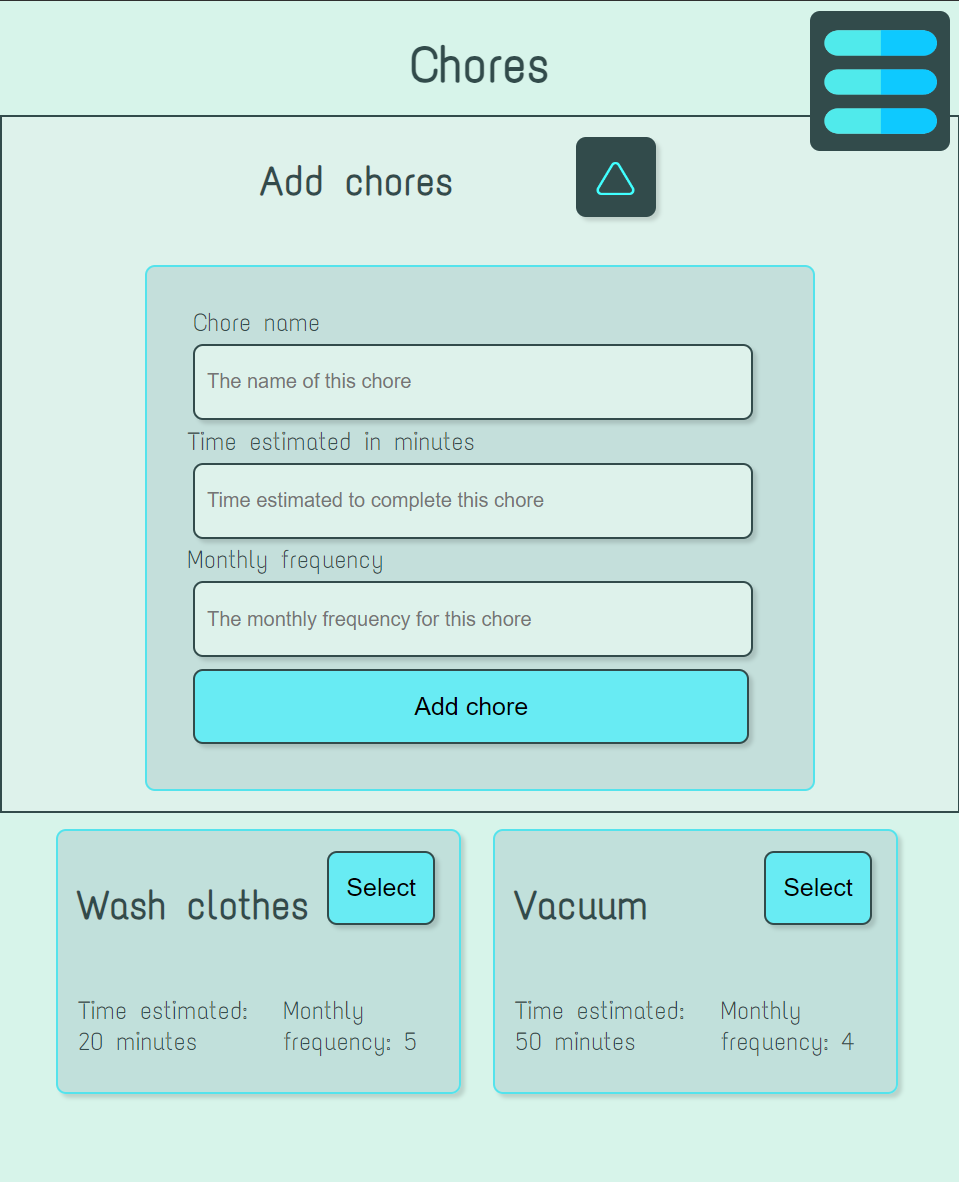 Chores
Add chores
Chore name
The name of this chore
Time estimated in minutes
Time estimated to complete this chore
Monthly frequency
The monthly frequency for this chore
Add chore
Wash clothes
Select
Time estimated:
20 minutes
Monthly
frequency: 5
Vacuum
Select
Time estimated:
50 minutes
Monthly
frequency: 4